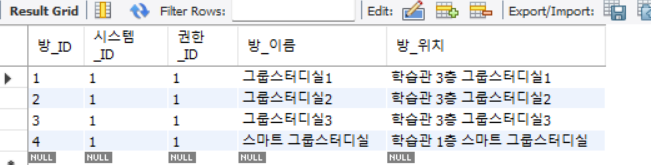 Result Grid Filter Rows: Edit: Export/Import:
방_ID 시스템_ID 권한_ID 방_이름 방_위치
1 1 1 그룹스터디실1 학습관 3층 그룹스터디실1
2 1 1 그룹스터디실2 학습관 3층 그룹스터디실2
3 1 1 그룹스터디실3 학습관 3층 그룹스터디실3
4 1 1 스마트 그룹스터디실 학습관 1층 스마트 그룹스터디실
NULL NULL NULL NULL NULL